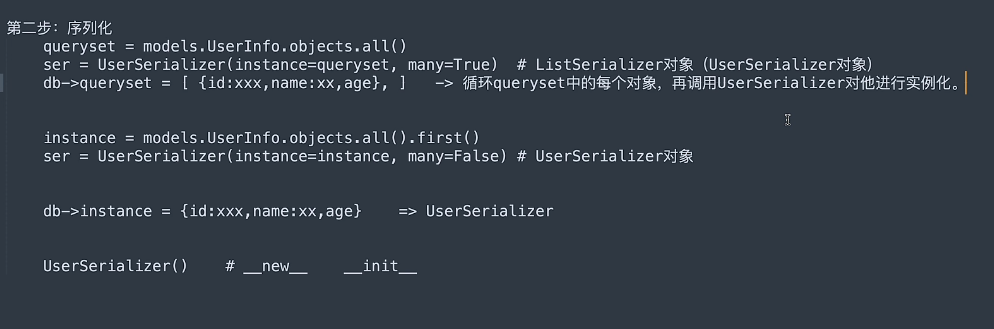 第二步：序列化
queryset = models.UserInfo.objects.all()
ser = UserSerializer(instance=queryset, many=True)  # ListSerializer对象（UserSerializer对象）
db->queryset = [ {id:xxx,name:xx,age}, ]   -> 循环queryset中的每个对象，再调用UserSerializer对他进行实例化。
instance = models.UserInfo.objects.all().first()
ser = UserSerializer(instance=instance, many=False) # UserSerializer对象
db->instance = {id:xxx,name:xx,age}    => UserSerializer
UserSerializer()    # __new__    __init__